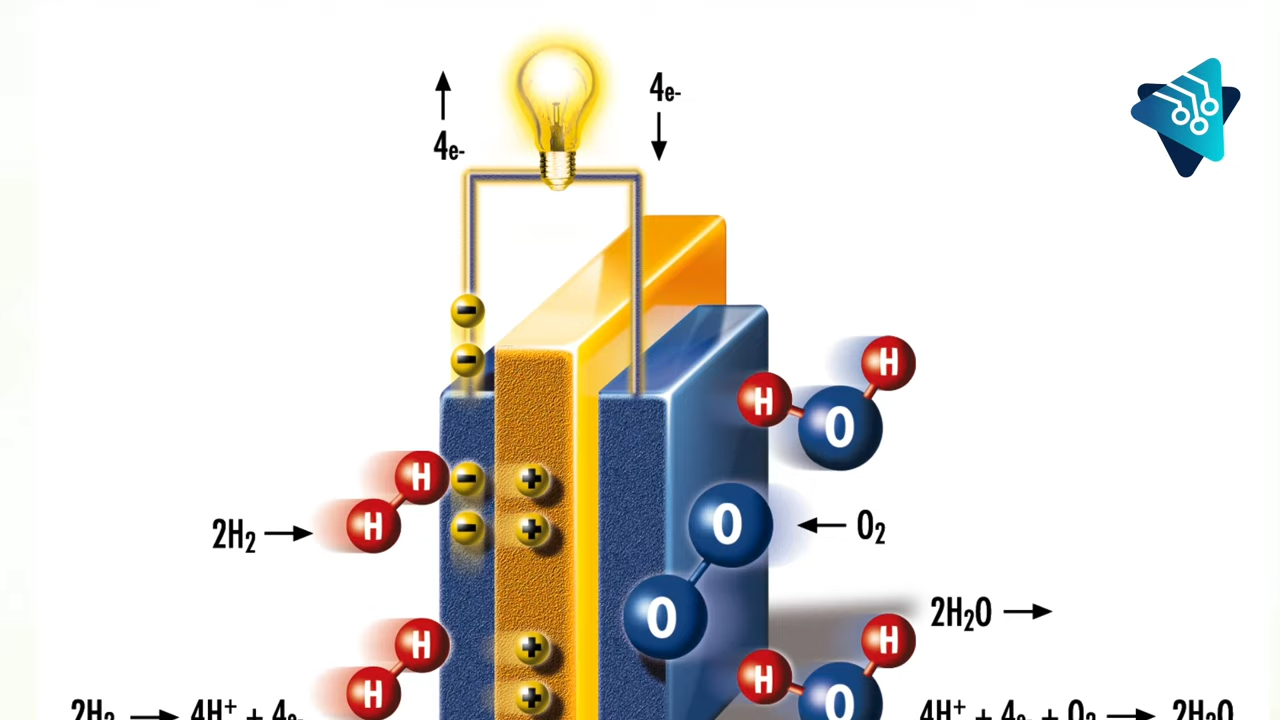 4e-
4e-
H
H
O
- 
-
H
H
-
-
+
+
O
O
2H₂ →
← O₂
2H₂O →
H
H
+
+
H
H
O
2H₂ → 4H⁺ + 4e-
4H⁺ + 4e- + O₂ → 2H₂O